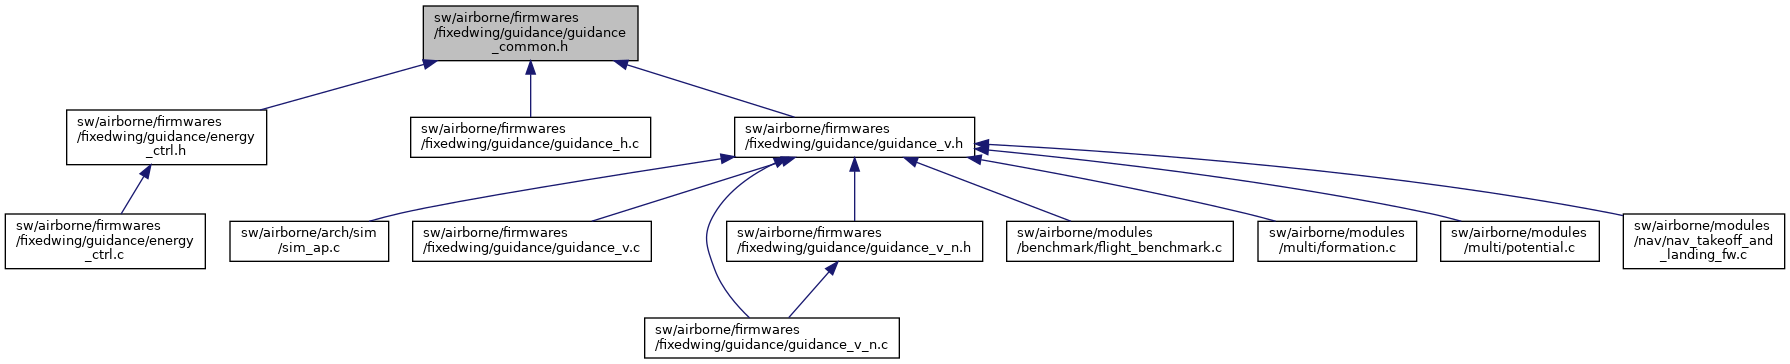 sw/airborne/firmwares
/fixedwing/guidance/guidance
_common.h
sw/airborne/firmwares
/fixedwing/guidance/energy
_ctrl.h
sw/airborne/firmwares
/fixedwing/guidance/guidance_h.c
sw/airborne/firmwares
/fixedwing/guidance/guidance_v.h
sw/airborne/firmwares
/fixedwing/guidance/energy
_ctrl.c
sw/airborne/arch/sim
/sim_ap.c
sw/airborne/firmwares
/fixedwing/guidance/guidance_v.c
sw/airborne/firmwares
/fixedwing/guidance/guidance_v_n.h
sw/airborne/modules
/benchmark/flight_benchmark.c
sw/airborne/modules
/multi/formation.c
sw/airborne/modules
/multi/potential.c
sw/airborne/modules
/nav/nav_takeoff_and
_landing_fw.c
sw/airborne/firmwares
/fixedwing/guidance/guidance_v_n.c